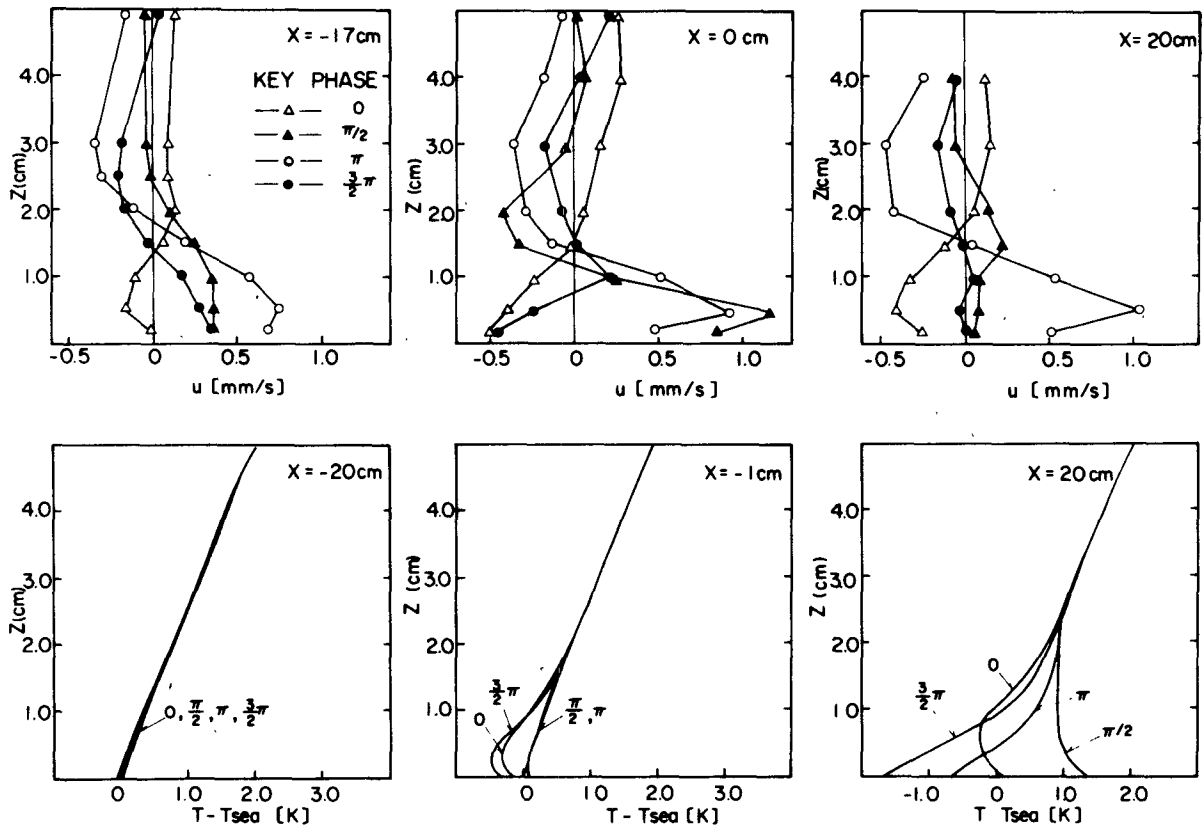 X = -17cm
KEY PHASE
0
π/2
π
3/2 π
4.0
3.0
2.0
1.0
Z(cm)
-0.5 0 0.5 1.0
u [mm/s]
X = 0 cm
4.0
3.0
2.0
1.0
Z (cm)
-0.5 0 0.5 1.0
u [mm/s]
X = 20cm
4.0
3.0
2.0
1.0
Z(cm)
-0.5 0 0.5 1.0
u [mm/s]
X = -20cm
4.0
3.0
2.0
1.0
Z(cm)
0, π/2, π, 3/2 π
0 1.0 2.0 3.0
T - Tsea [K]
X = -1cm
4.0
3.0
2.0
1.0
Z (cm)
3/2 π
0
π/2, π
0 1.0 2.0 3.0
T - Tsea [K]
X = 20cm
4.0
3.0
2.0
1.0
Z (cm)
0
3/2 π
π
π/2
-1.0 0 1.0 2.0
T Tsea [K]